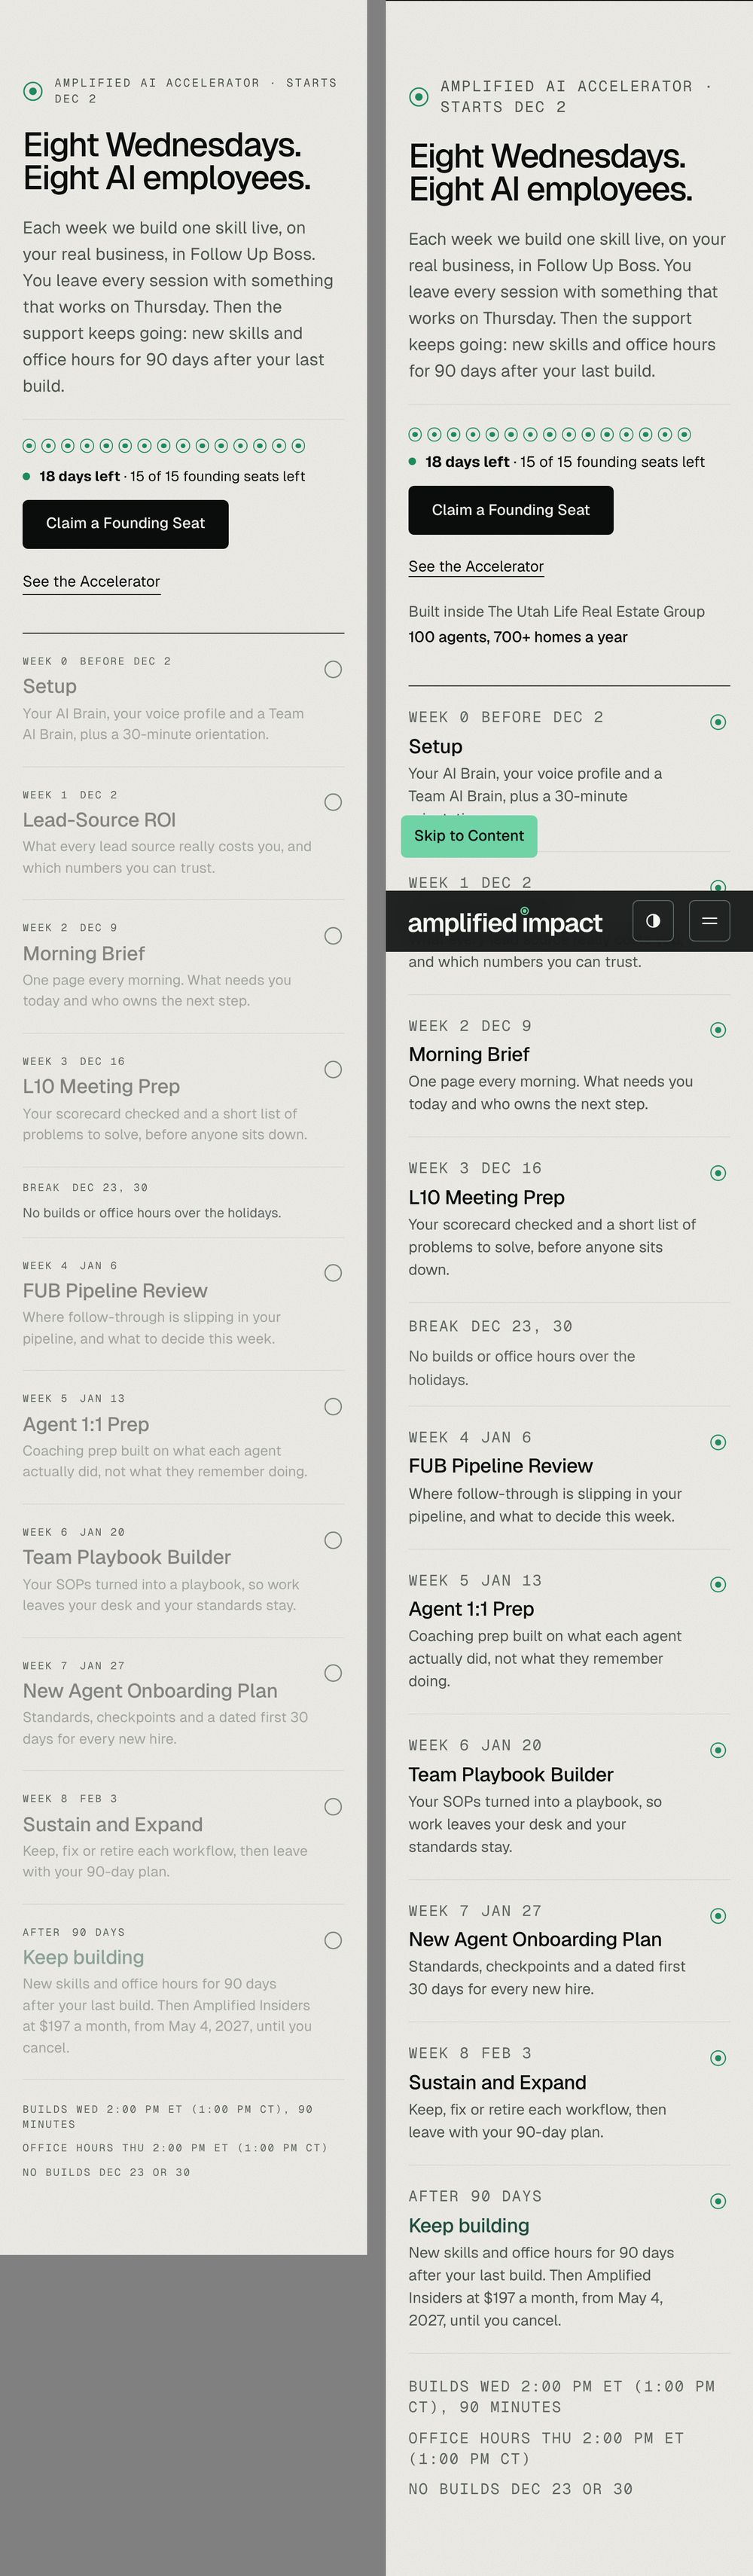 AMPLIFIED AI ACCELERATOR · STARTS
DEC 2
Eight Wednesdays.
Eight AI employees.
Each week we build one skill live, on
your real business, in Follow Up Boss.
You leave every session with something
that works on Thursday. Then the
support keeps going: new skills and
office hours for 90 days after your last
build.
18 days left · 15 of 15 founding seats left
Claim a Founding Seat
See the Accelerator
WEEK 0 BEFORE DEC 2
Setup
Your AI Brain, your voice profile and a Team
AI Brain, plus a 30-minute orientation.
WEEK 1 DEC 2
Lead-Source ROI
What every lead source really costs you, and
which numbers you can trust.
WEEK 2 DEC 9
Morning Brief
One page every morning. What needs you
today and who owns the next step.
WEEK 3 DEC 16
L10 Meeting Prep
Your scorecard checked and a short list of
problems to solve, before anyone sits down.
BREAK DEC 23, 30
No builds or office hours over the holidays.
WEEK 4 JAN 6
FUB Pipeline Review
Where follow-through is slipping in your
pipeline, and what to decide this week.
WEEK 5 JAN 13
Agent 1:1 Prep
Coaching prep built on what each agent
actually did, not what they remember doing.
WEEK 6 JAN 20
Team Playbook Builder
Your SOPs turned into a playbook, so work
leaves your desk and your standards stay.
WEEK 7 JAN 27
New Agent Onboarding Plan
Standards, checkpoints and a dated first 30
days for every new hire.
WEEK 8 FEB 3
Sustain and Expand
Keep, fix or retire each workflow, then leave
with your 90-day plan.
AFTER 90 DAYS
Keep building
New skills and office hours for 90 days
after your last build. Then Amplified Insiders
at $197 a month, from May 4, 2027, until you
cancel.
BUILDS WED 2:00 PM ET (1:00 PM CT), 90
MINUTES
OFFICE HOURS THU 2:00 PM ET (1:00 PM CT)
NO BUILDS DEC 23 OR 30
AMPLIFIED AI ACCELERATOR ·
STARTS DEC 2
Eight Wednesdays.
Eight AI employees.
Each week we build one skill live, on your
real business, in Follow Up Boss. You
leave every session with something that
works on Thursday. Then the support
keeps going: new skills and office hours
for 90 days after your last build.
18 days left · 15 of 15 founding seats left
Claim a Founding Seat
See the Accelerator
Built inside The Utah Life Real Estate Group
100 agents, 700+ homes a year
WEEK 0 BEFORE DEC 2
Setup
Your AI Brain, your voice profile and a
Team AI Brain, plus a 30-minute
Skip to Content
WEEK 1 DEC 2
amplified impact
and which numbers you can trust.
WEEK 2 DEC 9
Morning Brief
One page every morning. What needs you
today and who owns the next step.
WEEK 3 DEC 16
L10 Meeting Prep
Your scorecard checked and a short list of
problems to solve, before anyone sits
down.
BREAK DEC 23, 30
No builds or office hours over the
holidays.
WEEK 4 JAN 6
FUB Pipeline Review
Where follow-through is slipping in your
pipeline, and what to decide this week.
WEEK 5 JAN 13
Agent 1:1 Prep
Coaching prep built on what each agent
actually did, not what they remember
doing.
WEEK 6 JAN 20
Team Playbook Builder
Your SOPs turned into a playbook, so
work leaves your desk and your
standards stay.
WEEK 7 JAN 27
New Agent Onboarding Plan
Standards, checkpoints and a dated first
30 days for every new hire.
WEEK 8 FEB 3
Sustain and Expand
Keep, fix or retire each workflow, then
leave with your 90-day plan.
AFTER 90 DAYS
Keep building
New skills and office hours for 90 days
after your last build. Then Amplified
Insiders at $197 a month, from May 4,
2027, until you cancel.
BUILDS WED 2:00 PM ET (1:00 PM
CT), 90 MINUTES
OFFICE HOURS THU 2:00 PM ET
(1:00 PM CT)
NO BUILDS DEC 23 OR 30